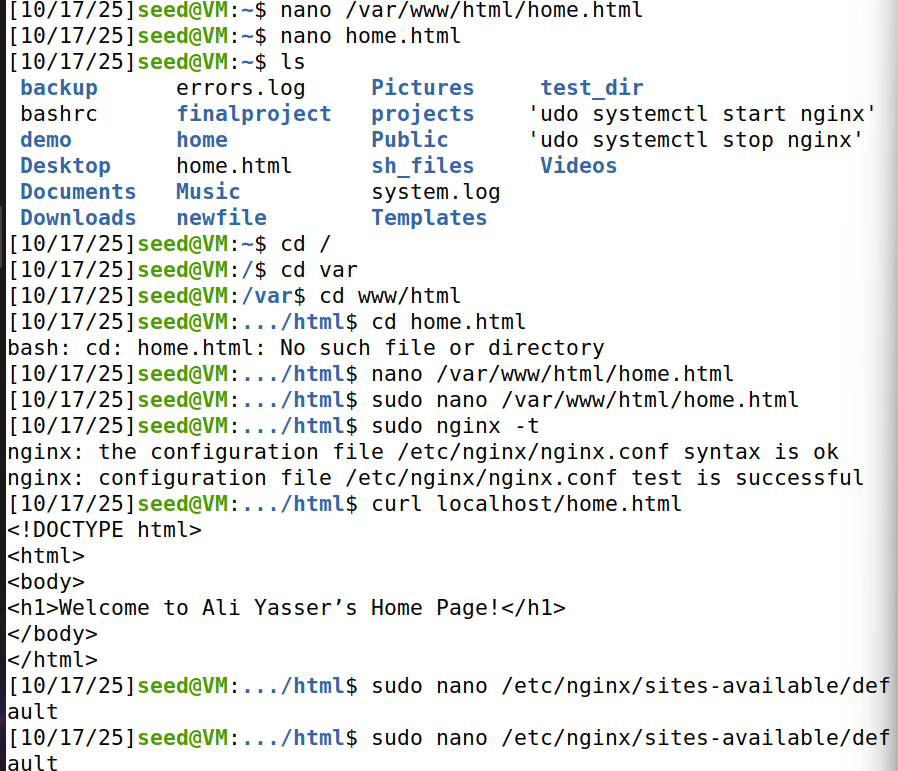 [10/17/25]seed@VM:~$ nano /var/www/html/home.html
[10/17/25]seed@VM:~$ nano home.html
[10/17/25]seed@VM:~$ ls
backup errors.log Pictures test_dir
bashrc finalproject projects 'udo systemctl start nginx'
demo home Public 'udo systemctl stop nginx'
Desktop home.html sh_files Videos
Documents Music system.log
Downloads newfile Templates
[10/17/25]seed@VM:~$ cd /
[10/17/25]seed@VM:/$ cd var
[10/17/25]seed@VM:/var$ cd www/html
[10/17/25]seed@VM:.../html$ cd home.html
bash: cd: home.html: No such file or directory
[10/17/25]seed@VM:.../html$ nano /var/www/html/home.html
[10/17/25]seed@VM:.../html$ sudo nano /var/www/html/home.html
[10/17/25]seed@VM:.../html$ sudo nginx -t
nginx: the configuration file /etc/nginx/nginx.conf syntax is ok
nginx: configuration file /etc/nginx/nginx.conf test is successful
[10/17/25]seed@VM:.../html$ curl localhost/home.html
<!DOCTYPE html>
<html>
<body>
<h1>Welcome to Ali Yasser’s Home Page!</h1>
</body>
</html>
[10/17/25]seed@VM:.../html$ sudo nano /etc/nginx/sites-available/def
ault
[10/17/25]seed@VM:.../html$ sudo nano /etc/nginx/sites-available/def
ault